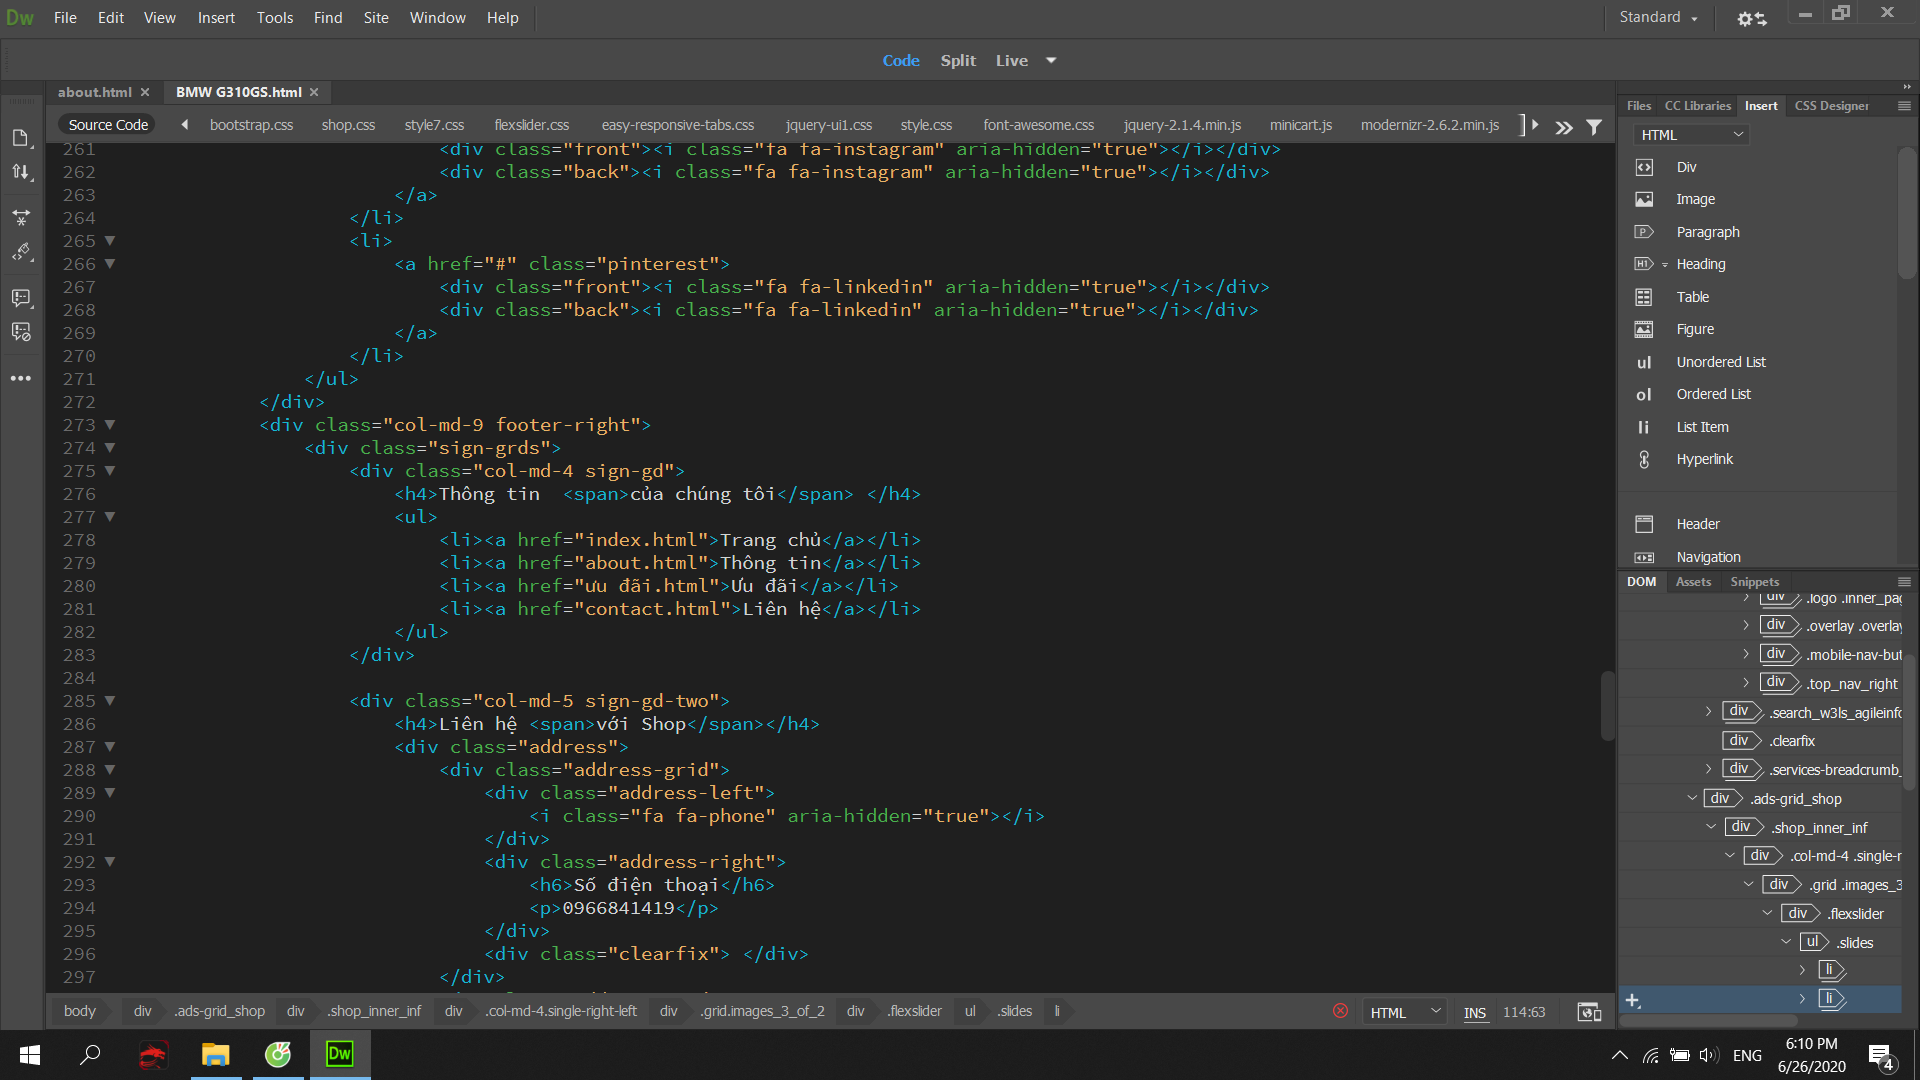 Dw File Edit View Insert Tools Find Site Window Help Standard
Code Split Live
about.html BMW G310GS.html
Source Code bootstrap.css shop.css style7.css flexslider.css easy-responsive-tabs.css jquery-ui1.css style.css font-awesome.css jquery-2.1.4.min.js minicart.js modernizr-2.6.2.min.js
261 <div class="front"><i class="fa fa-instagram" aria-hidden="true"></i></div>
262 <div class="back"><i class="fa fa-instagram" aria-hidden="true"></i></div>
263 </a>
264 </li>
265 <li>
266 <a href="#" class="pinterest">
267 <div class="front"><i class="fa fa-linkedin" aria-hidden="true"></i></div>
268 <div class="back"><i class="fa fa-linkedin" aria-hidden="true"></i></div>
269 </a>
270 </li>
271 </ul>
272 </div>
273 <div class="col-md-9 footer-right">
274 <div class="sign-grds">
275 <div class="col-md-4 sign-gd">
276 <h4>Thông tin  <span>của chúng tôi</span> </h4>
277 <ul>
278 <li><a href="index.html">Trang chủ</a></li>
279 <li><a href="about.html">Thông tin</a></li>
280 <li><a href="ưu đãi.html">Ưu đãi</a></li>
281 <li><a href="contact.html">Liên hệ</a></li>
282 </ul>
283 </div>
284
285 <div class="col-md-5 sign-gd-two">
286 <h4>Liên hệ <span>với Shop</span></h4>
287 <div class="address">
288 <div class="address-grid">
289 <div class="address-left">
290 <i class="fa fa-phone" aria-hidden="true"></i>
291 </div>
292 <div class="address-right">
293 <h6>Số điện thoại</h6>
294 <p>0966841419</p>
295 </div>
296 <div class="clearfix"> </div>
297 </div>
body div .ads-grid_shop div .shop_inner_inf div .col-md-4.single-right-left div .grid.images_3_of_2 div .flexslider ul .slides li HTML INS 114:63
Files CC Libraries Insert CSS Designer
HTML
Div
Image
P Paragraph
H1 Heading
Table
Figure
ul Unordered List
ol Ordered List
li List Item
Hyperlink
Header
Navigation
DOM Assets Snippets
div .logo .inner_pag
div .overlay .overlay
div .mobile-nav-but
div .top_nav_right
div .search_w3ls_agileinfo
div .clearfix
div .services-breadcrumb_
div .ads-grid_shop
div .shop_inner_inf
div .col-md-4 .single-r
div .grid .images_3
div .flexslider
ul .slides
li
li
Dw ENG 6:10 PM
6/26/2020 4